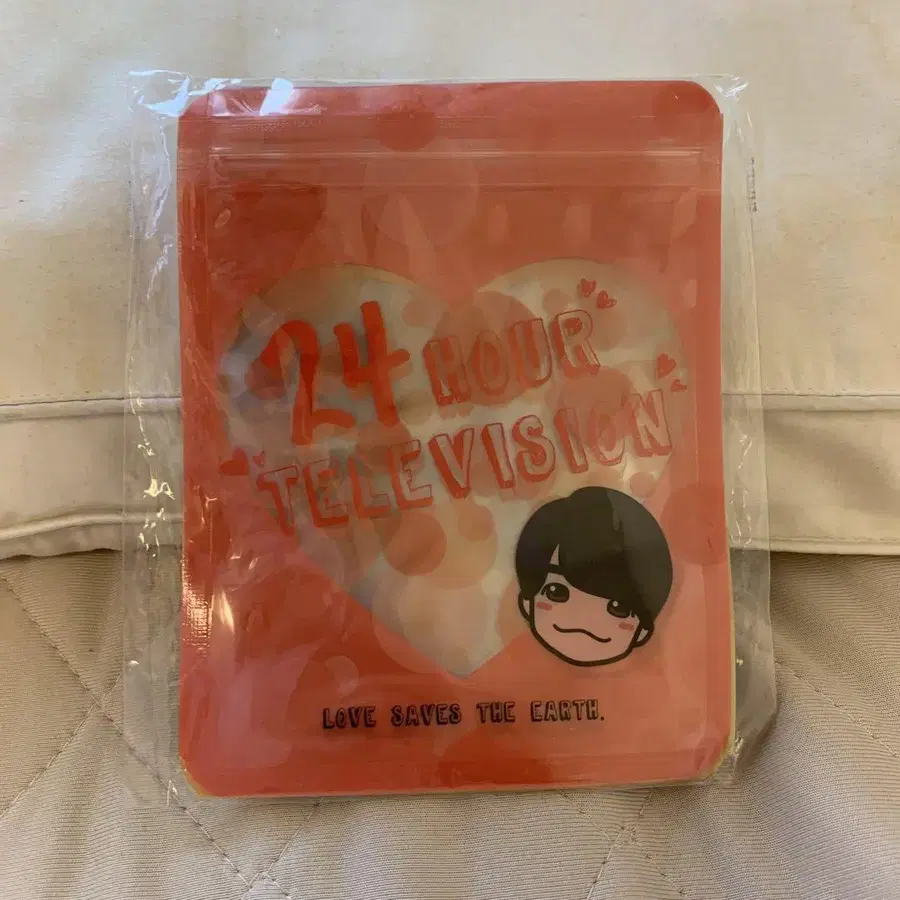 24 HOUR
TELEVISION
LOVE SAVES THE EARTH.